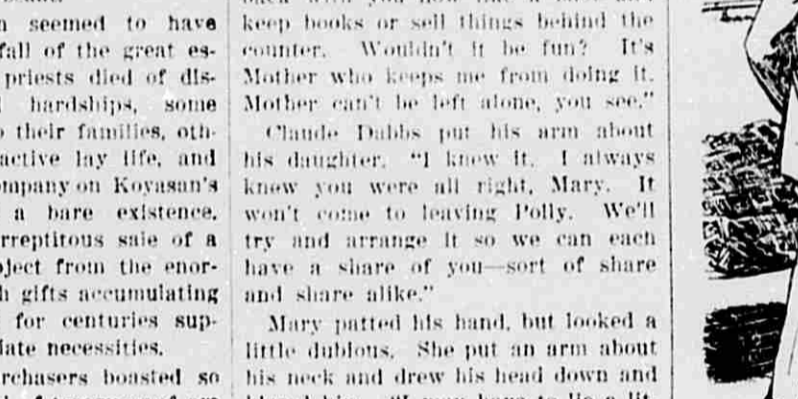 n seemed to have
fall of the great es-
priests died of dis-
hardships, some
o their families, oth-
active lay life, and
ompany on Koyasan's
a bare existence.
rreptitous sale of a
oject from the enor-
h gifts accumulating
for centuries sup-
late necessities.
rchasers boasted so
keep books or sell things behind the
counter. Wouldn't it be fun? It's
Mother who keeps me from doing it.
Mother can't be left alone, you see."
Claude Dabbs put his arm about
his daughter. "I knew it. I always
knew you were all right, Mary. It
won't come to leaving Polly. We'll
try and arrange it so we can each
have a share of you—sort of share
and share alike."
Mary patted his hand, but looked a
little dubious. She put an arm about
his neck and drew his head down and